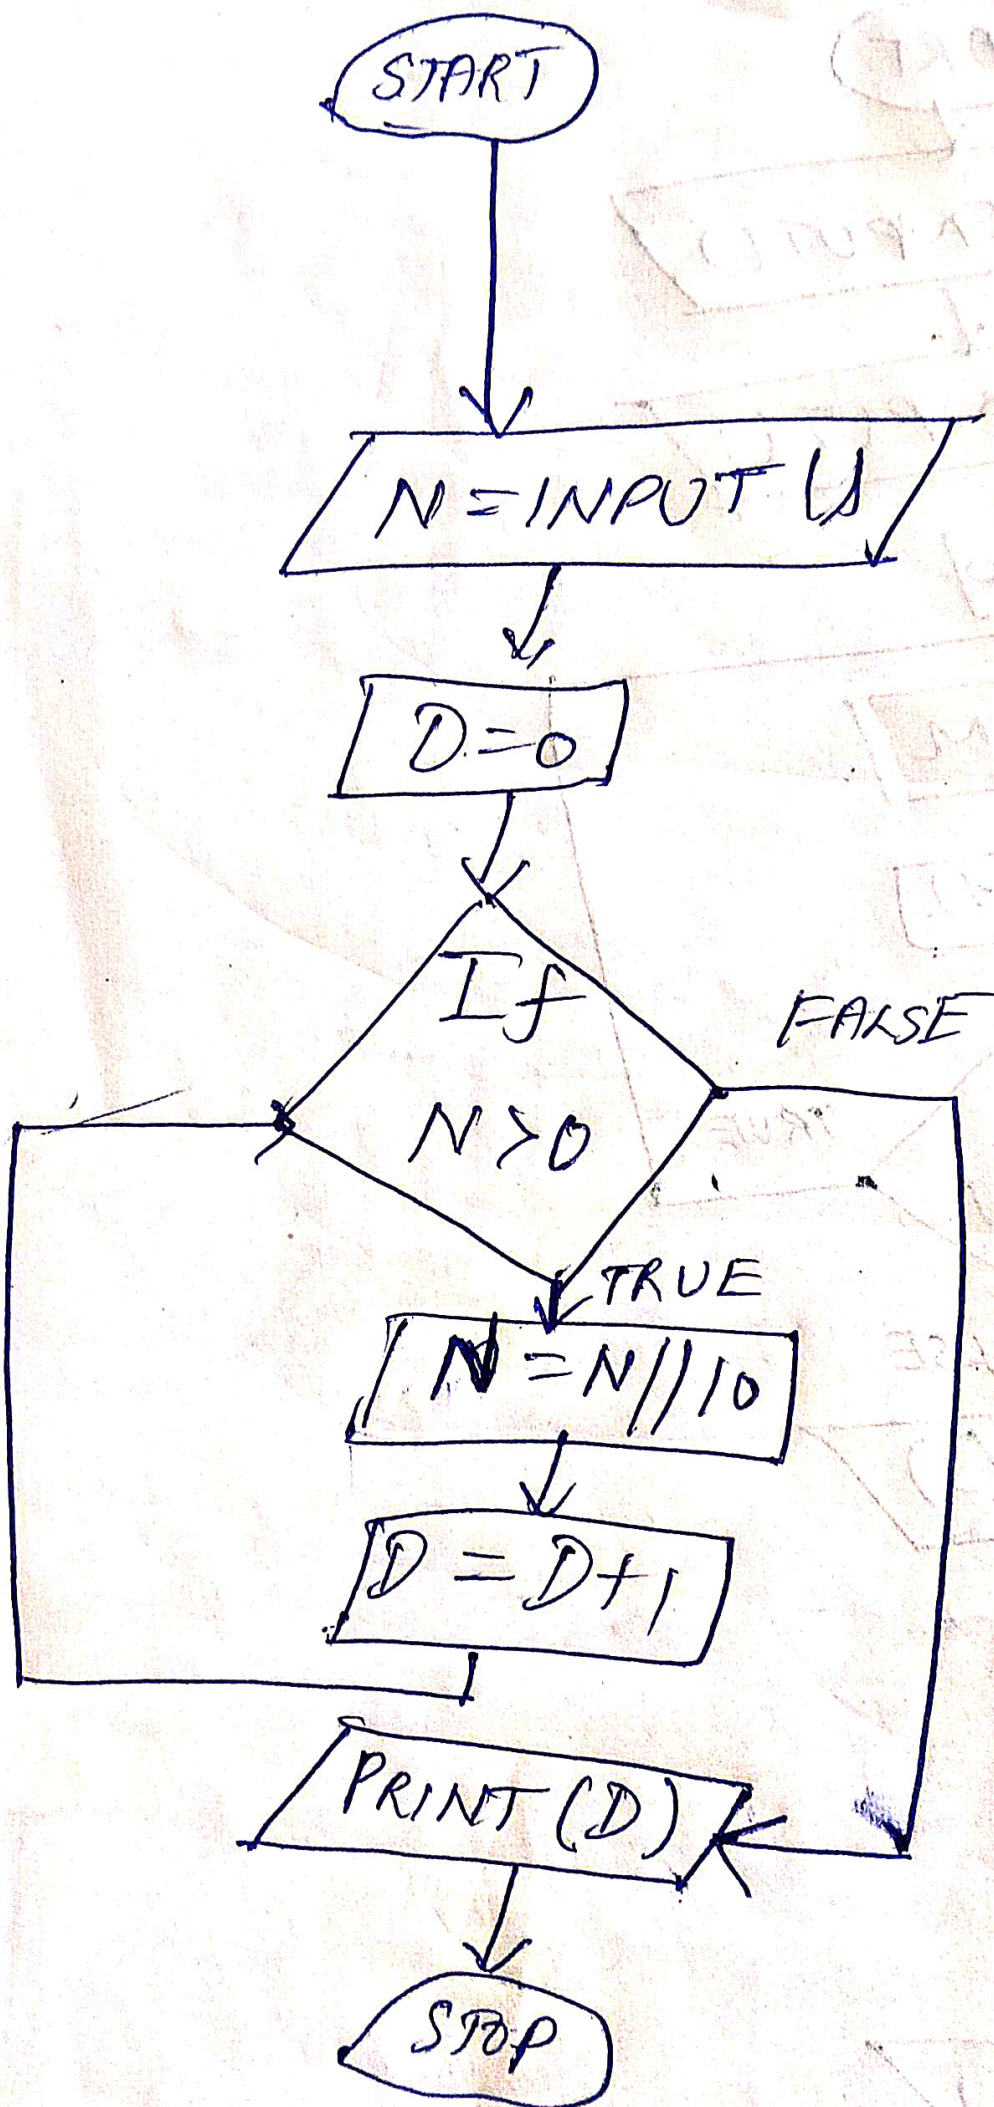 START
N=INPUT()
D=0
If
N>0
FALSE
TRUE
N=N//10
D=D+1
PRINT(D)
STOP